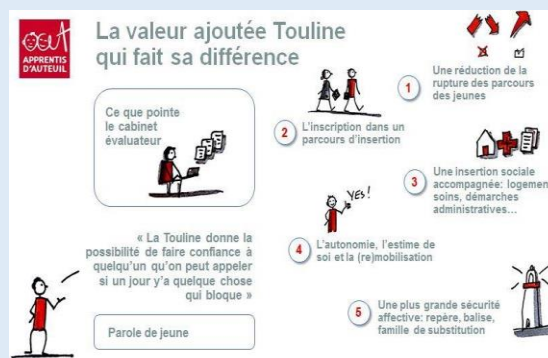 APPRENTIS
D'AUTEUIL
La valeur ajoutée Touline
qui fait sa différence
Ce que pointe
le cabinet
évaluateur
1
Une réduction de la
rupture des parcours
des jeunes
2
L'inscription dans un
parcours d'insertion
3
Une insertion sociale
accompagnée: logemen
soins, démarches
administratives...
YES!
4
L'autonomie, l'estime de
soi et la (re)mobilisation
5
Une plus grande sécurité
affective: repère, balise,
famille de substitution
« La Touline donne la
possibilité de faire confiance à
quelqu'un qu'on peut appeler
si un jour y'a quelque chose
qui bloque »
Parole de jeune